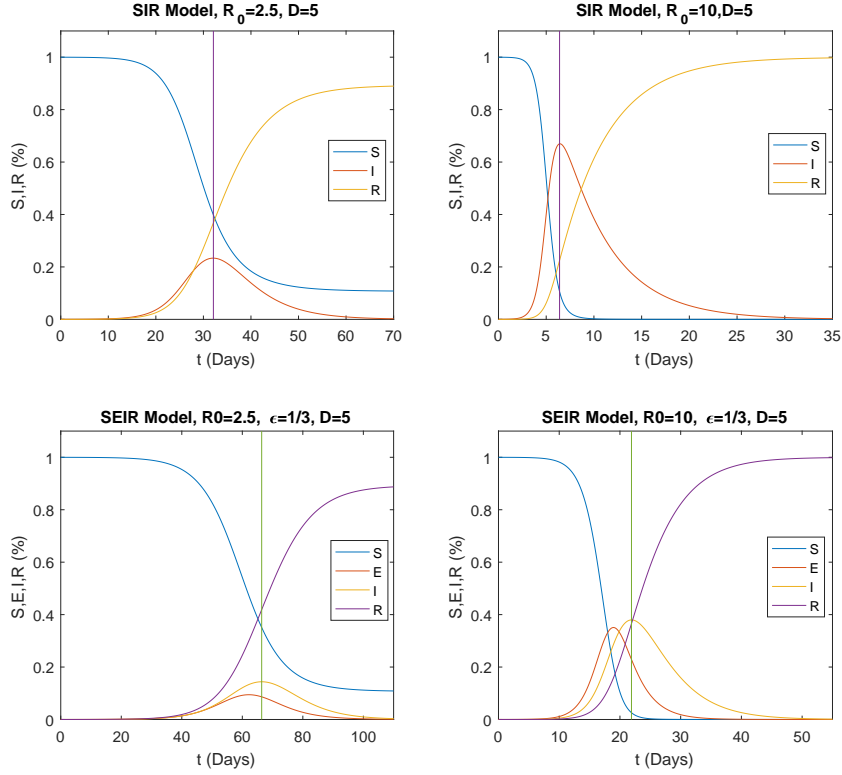 SIR Model, R0=2.5, D=5
S,I,R (%)
1
0.8
0.6
0.4
0.2
0
S
I
R
0 10 20 30 40 50 60 70
t (Days)
SIR Model, R0=10,D=5
S,I,R (%)
1
0.8
0.6
0.4
0.2
0
S
I
R
0 5 10 15 20 25 30 35
t (Days)
SEIR Model, R0=2.5, ϵ=1/3, D=5
S,E,I,R (%)
1
0.8
0.6
0.4
0.2
0
S
E
I
R
0 20 40 60 80 100
t (Days)
SEIR Model, R0=10, ϵ=1/3, D=5
S,E,I,R (%)
1
0.8
0.6
0.4
0.2
0
S
E
I
R
0 10 20 30 40 50
t (Days)